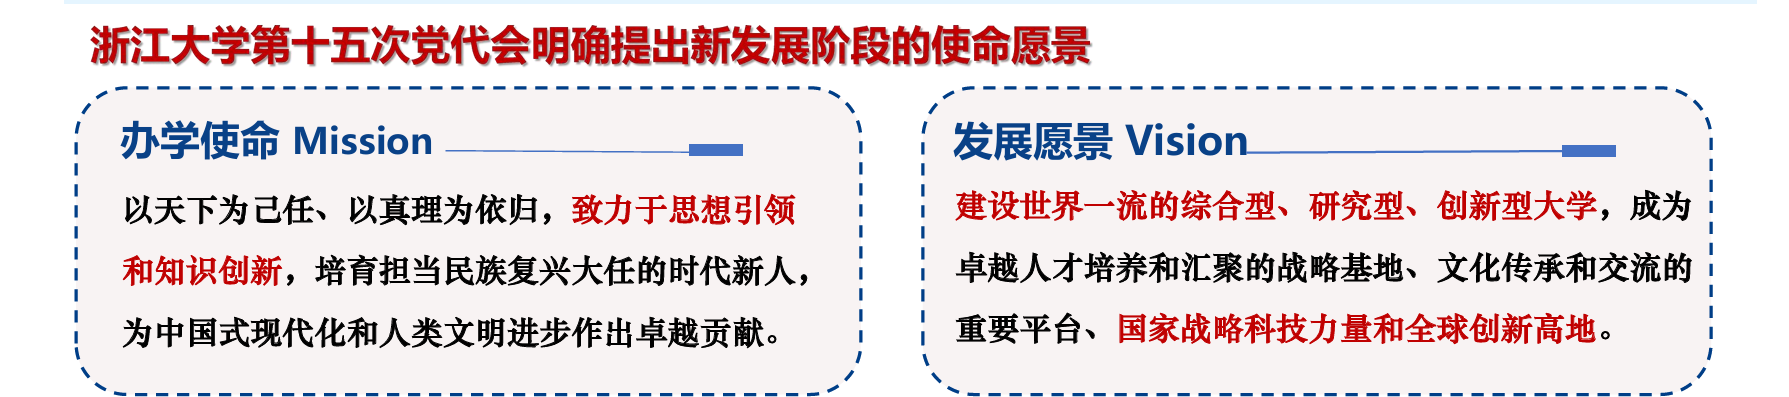 浙江大学第十五次党代会明确提出新发展阶段的使命愿景
办学使命 Mission
以天下为己任、以真理为依归，致力于思想引领
和知识创新，培育担当民族复兴大任的时代新人，
为中国式现代化和人类文明进步作出卓越贡献。
发展愿景 Vision
建设世界一流的综合型、研究型、创新型大学，成为
卓越人才培养和汇聚的战略基地、文化传承和交流的
重要平台、国家战略科技力量和全球创新高地。